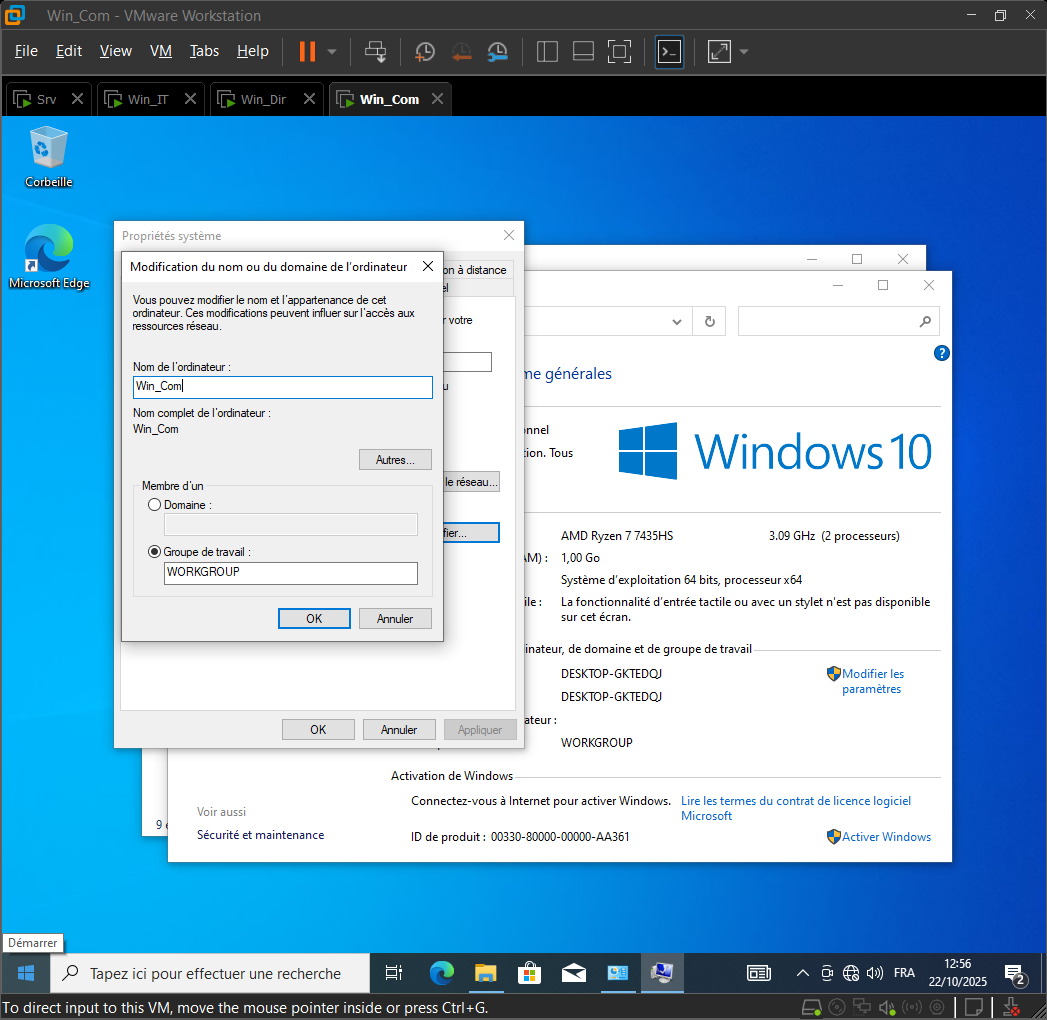 Win_Com - VMware Workstation
File Edit View VM Tabs Help
Srv Win_IT Win_Dir Win_Com
Corbeille
Microsoft Edge
Propriétés système
on à distance
el
Modification du nom ou du domaine de l'ordinateur
Vous pouvez modifier le nom et l'appartenance de cet
ordinateur. Ces modifications peuvent influer sur l'accès aux
ressources réseau.
r votre
Nom de l'ordinateur :
Win_Com
u
Nom complet de l'ordinateur :
Win_Com
Autres...
le réseau...
Membre d'un
Domaine :
fier...
Groupe de travail :
WORKGROUP
OK Annuler
OK Annuler Appliquer
me générales
nnel
tion. Tous
Windows 10
AMD Ryzen 7 7435HS 3.09 GHz (2 processeurs)
AM) : 1,00 Go
Système d'exploitation 64 bits, processeur x64
ile : La fonctionnalité d'entrée tactile ou avec un stylet n'est pas disponible
sur cet écran.
inateur, de domaine et de groupe de travail
DESKTOP-GKTEDQJ Modifier les
paramètres
DESKTOP-GKTEDQJ
ateur :
WORKGROUP
Activation de Windows
Connectez-vous à Internet pour activer Windows. Lire les termes du contrat de licence logiciel
Microsoft
ID de produit : 00330-80000-00000-AA361 Activer Windows
Voir aussi
Sécurité et maintenance
9
Démarrer
Tapez ici pour effectuer une recherche
FRA
12:56
22/10/2025
2
To direct input to this VM, move the mouse pointer inside or press Ctrl+G.